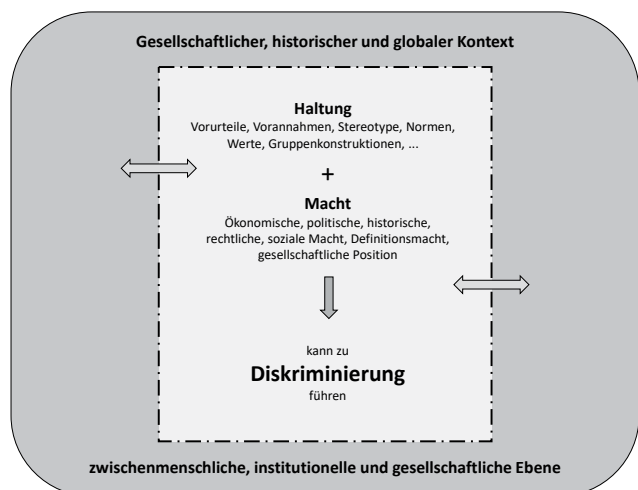 Gesellschaftlicher, historischer und globaler Kontext
Haltung
Vorurteile, Vorannahmen, Stereotype, Normen,
Werte, Gruppenkonstruktionen, ...
+
Macht
Ökonomische, politische, historische,
rechtliche, soziale Macht, Definitionsmacht,
gesellschaftliche Position
kann zu
Diskriminierung
führen
zwischenmenschliche, institutionelle und gesellschaftliche Ebene